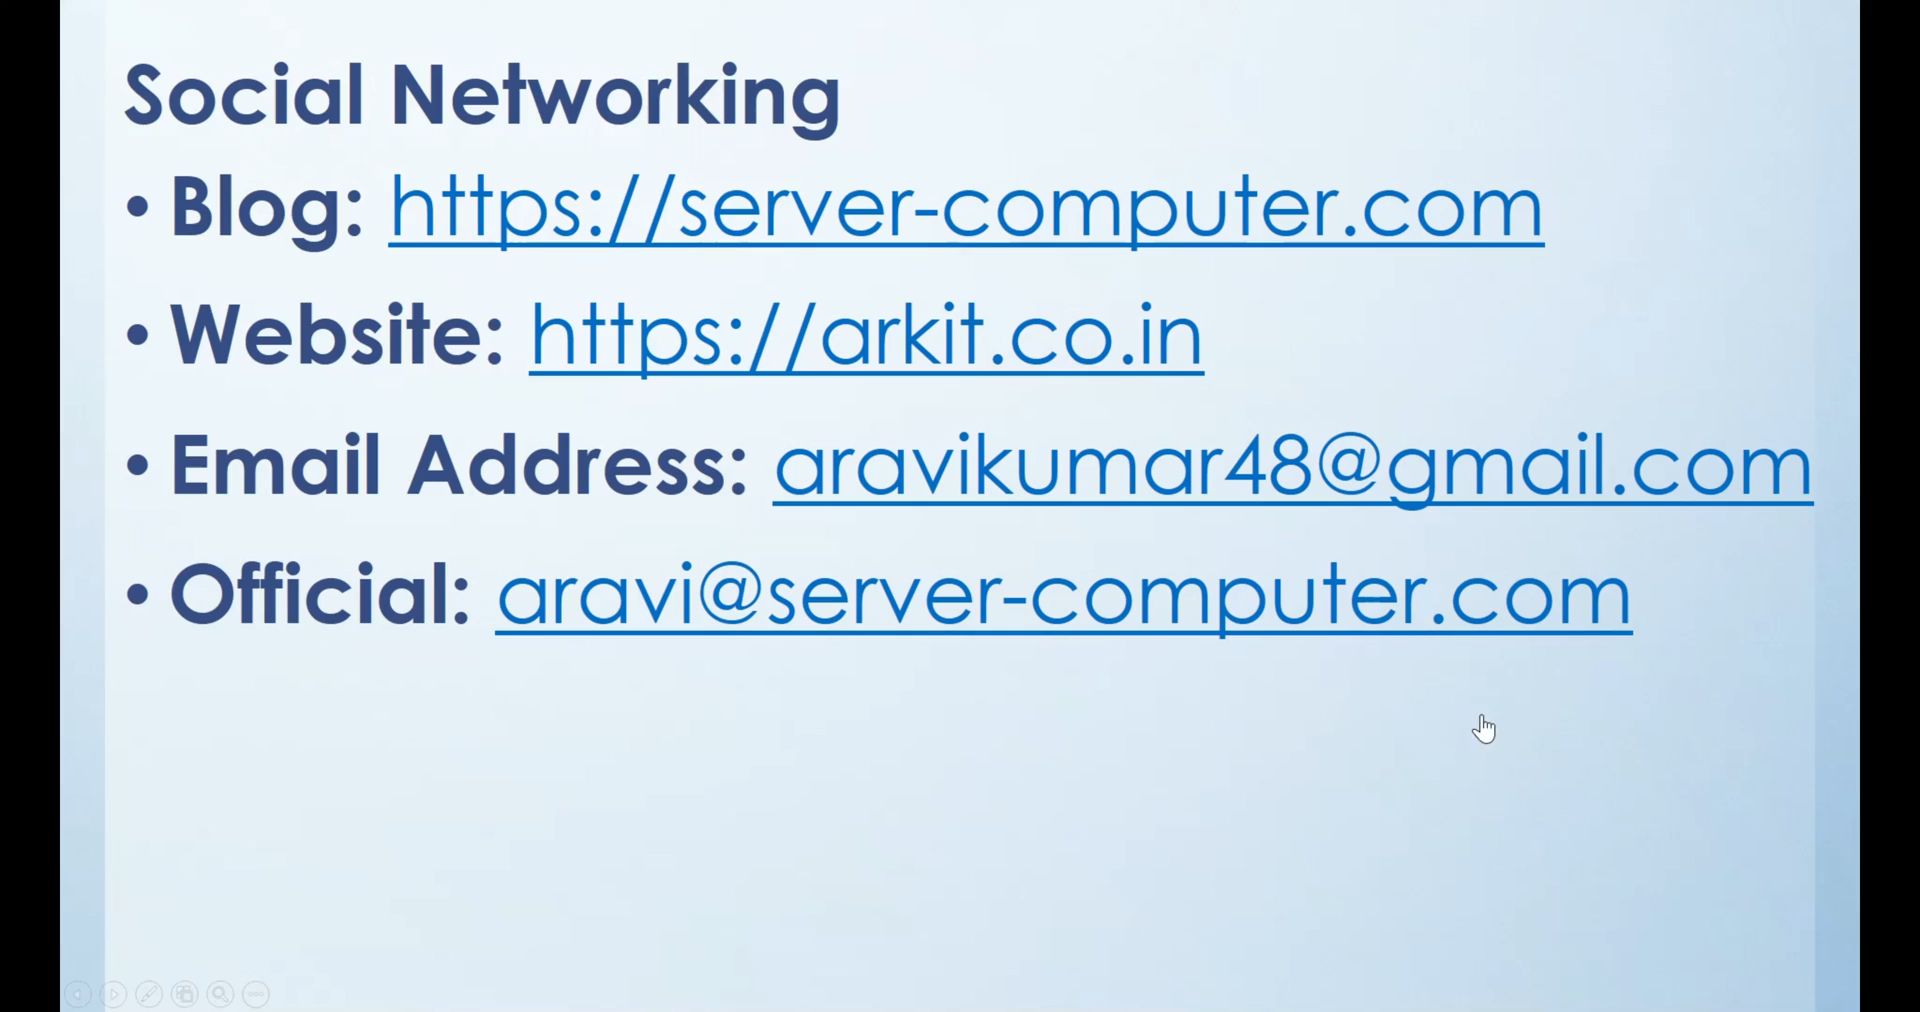 Social Networking
• Blog: https://server-computer.com
• Website: https://arkit.co.in
• Email Address: aravikumar48@gmail.com
• Official: aravi@server-computer.com